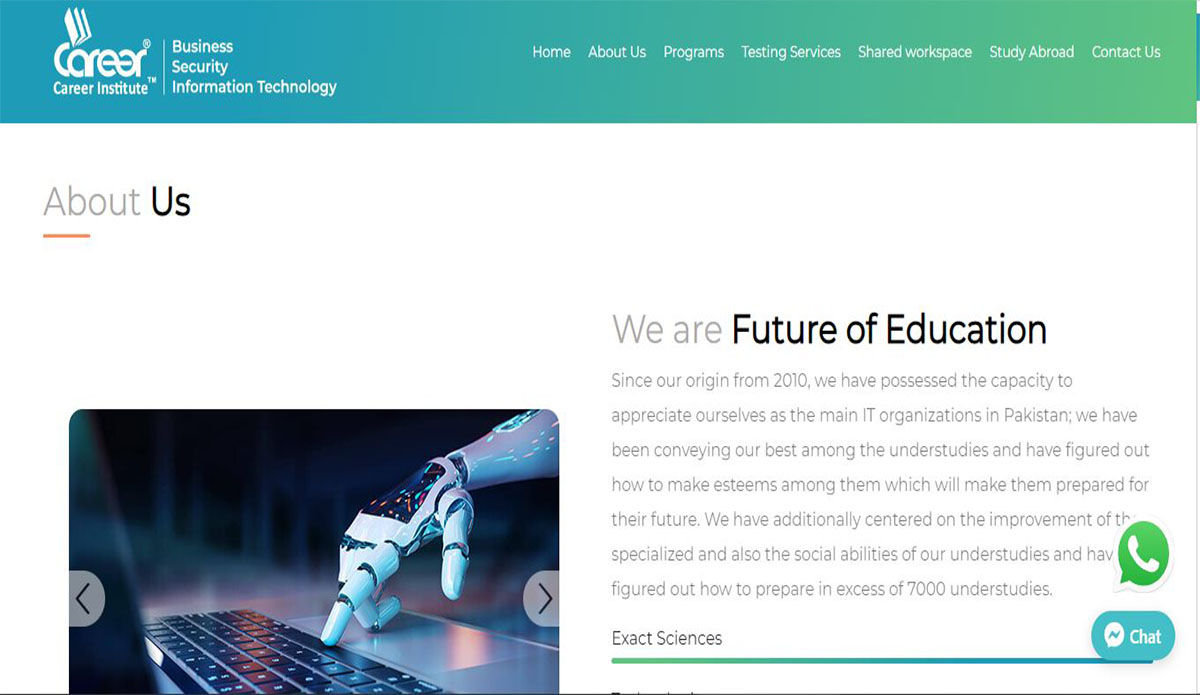 Career®
Career Institute™
Business
Security
Information Technology
Home About Us Programs Testing Services Shared workspace Study Abroad Contact Us
About Us
We are Future of Education
Since our origin from 2010, we have possessed the capacity to
appreciate ourselves as the main IT organizations in Pakistan; we have
been conveying our best among the understudies and have figured out
how to make esteems among them which will make them prepared for
their future. We have additionally centered on the improvement of
specialized and also the social abilities of our understudies and
figured out how to prepare in excess of 7000 understudies.
Exact Sciences
Chat